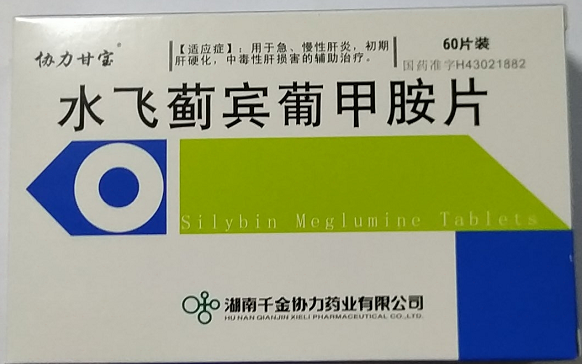 协力甘宝®
【适应症】:用于急、慢性肝炎,初期
肝硬化,中毒性肝损害的辅助治疗。
60片装
国药准字H43021882
水飞蓟宾葡甲胺片
Silybin Meglumine Tablets
湖南千金协力药业有限公司
HU NAN QIANJIN XIELI PHARMACEUTICAL CO.,LTD.